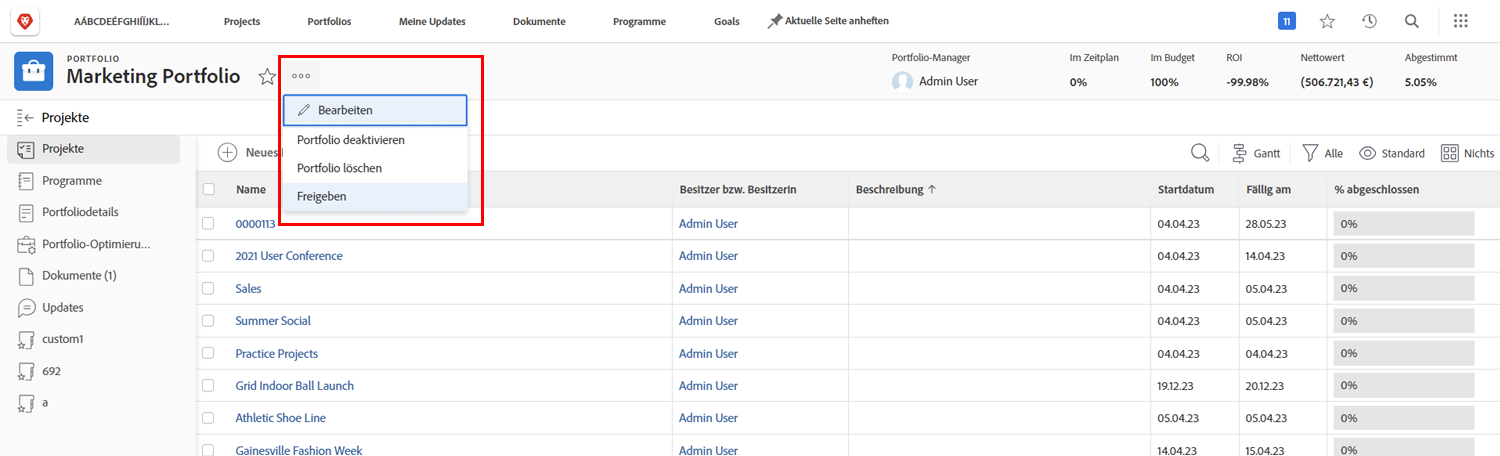 AÁBCDEÉFGHIÍJKL... Projects Portfolios Meine Updates Dokumente Programme Goals Aktuelle Seite anheften 11
PORTFOLIO
Marketing Portfolio
Portfolio-Manager Im Zeitplan Im Budget ROI Nettowert Abgestimmt
Admin User 0% 100% -99.98% (506.721,43 €) 5.05%
Bearbeiten
Portfolio deaktivieren
Portfolio löschen
Freigeben
Projekte
Projekte
Programme
Portfoliodetails
Portfolio-Optimieru...
Dokumente (1)
Updates
custom1
692
a
Neues Gantt Alle Standard Nichts
Name Besitzer bzw. Besitzerin Beschreibung ↑ Startdatum Fällig am % abgeschlossen
0000113 Admin User 04.04.23 28.05.23 0%
2021 User Conference Admin User 04.04.23 14.04.23 0%
Sales Admin User 04.04.23 05.04.23 0%
Summer Social Admin User 04.04.23 05.04.23 0%
Practice Projects Admin User 04.04.23 04.04.23 0%
Grid Indoor Ball Launch Admin User 19.12.23 20.12.23 0%
Athletic Shoe Line Admin User 05.04.23 05.04.23 0%
Gainesville Fashion Week Admin User 14.04.23 15.04.23 0%